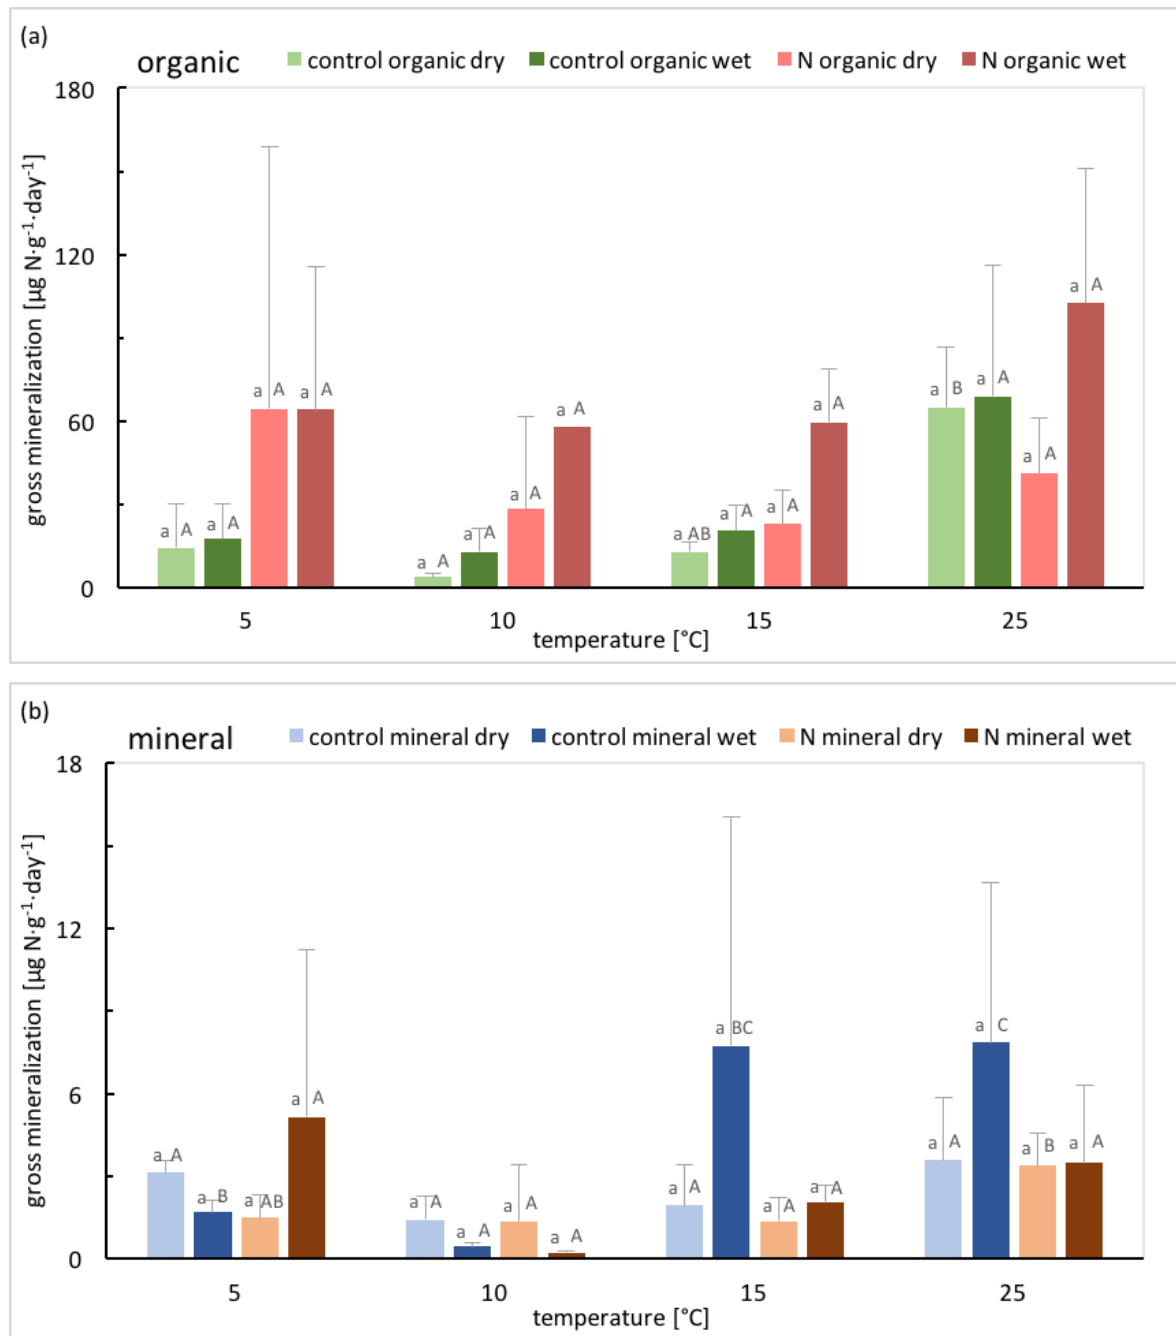 (a)
organic
control organic dry
control organic wet
N organic dry
N organic wet
gross mineralization [µg N·g⁻¹·day⁻¹]
180
120
60
0
a A
a A
a A
a A
a A
a A
a A
a A
a AB
a A
a A
a A
a B
a A
a A
a A
5
10
15
25
temperature [°C]
(b)
mineral
control mineral dry
control mineral wet
N mineral dry
N mineral wet
gross mineralization [µg N·g⁻¹·day⁻¹]
18
12
6
0
a A
a B
a AB
a A
a A
a A
a A
a A
a A
a BC
a A
a A
a A
a C
a B
a A
5
10
15
25
temperature [°C]